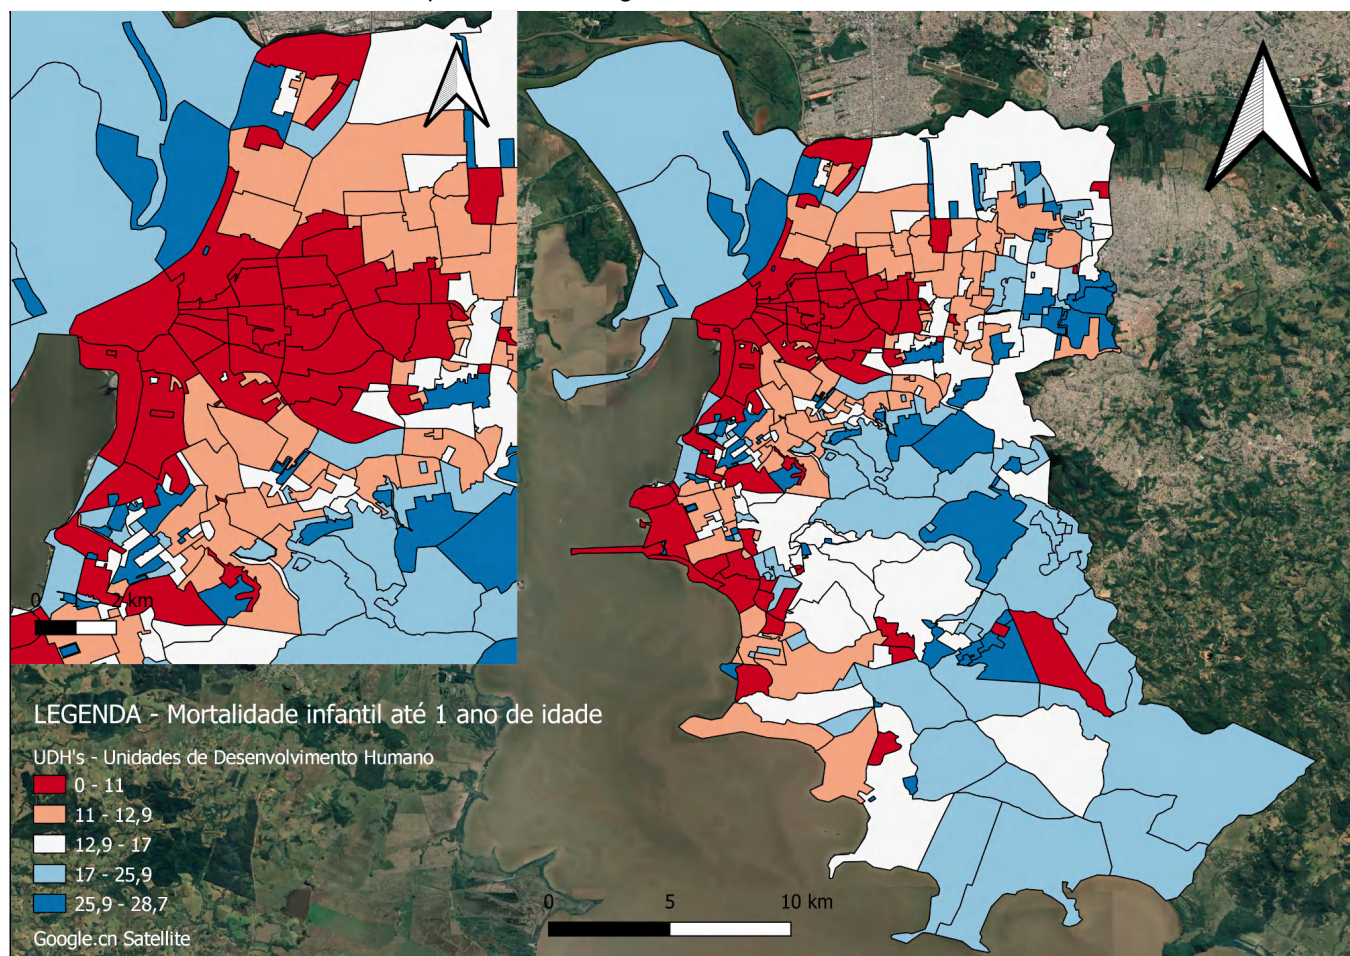 0 1 2 km
LEGENDA - Mortalidade infantil até 1 ano de idade
UDH's - Unidades de Desenvolvimento Humano
0 - 11
11 - 12,9
12,9 - 17
17 - 25,9
25,9 - 28,7
Google.cn Satellite
0 5 10 km